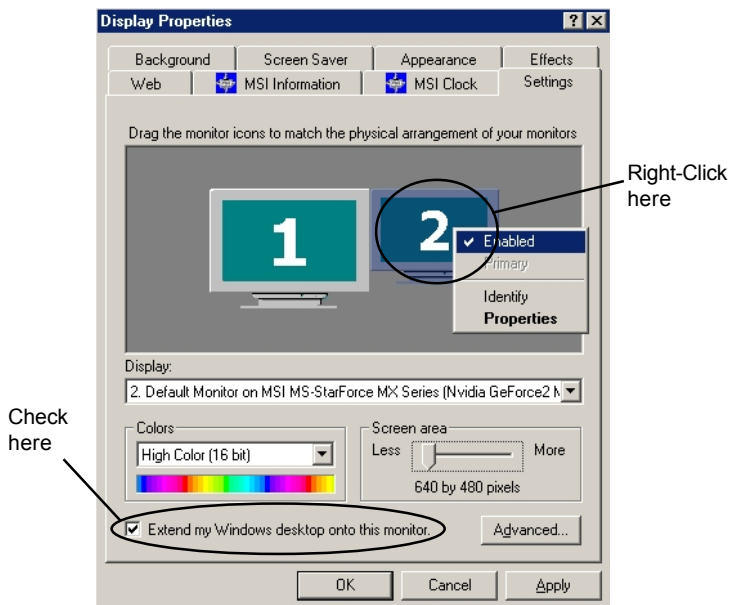 Display Properties
Background Screen Saver Appearance Effects
Web MSI Information MSI Clock Settings
Drag the monitor icons to match the physical arrangement of your monitors
1 2
Right-Click
here
Enabled
Primary
Identify
Properties
Display:
2. Default Monitor on MSI MS-StarForce MX Series (Nvidia GeForce2 M
Check
here
Colors
High Color (16 bit)
Screen area
Less More
640 by 480 pixels
Extend my Windows desktop onto this monitor.
Advanced...
OK Cancel Apply